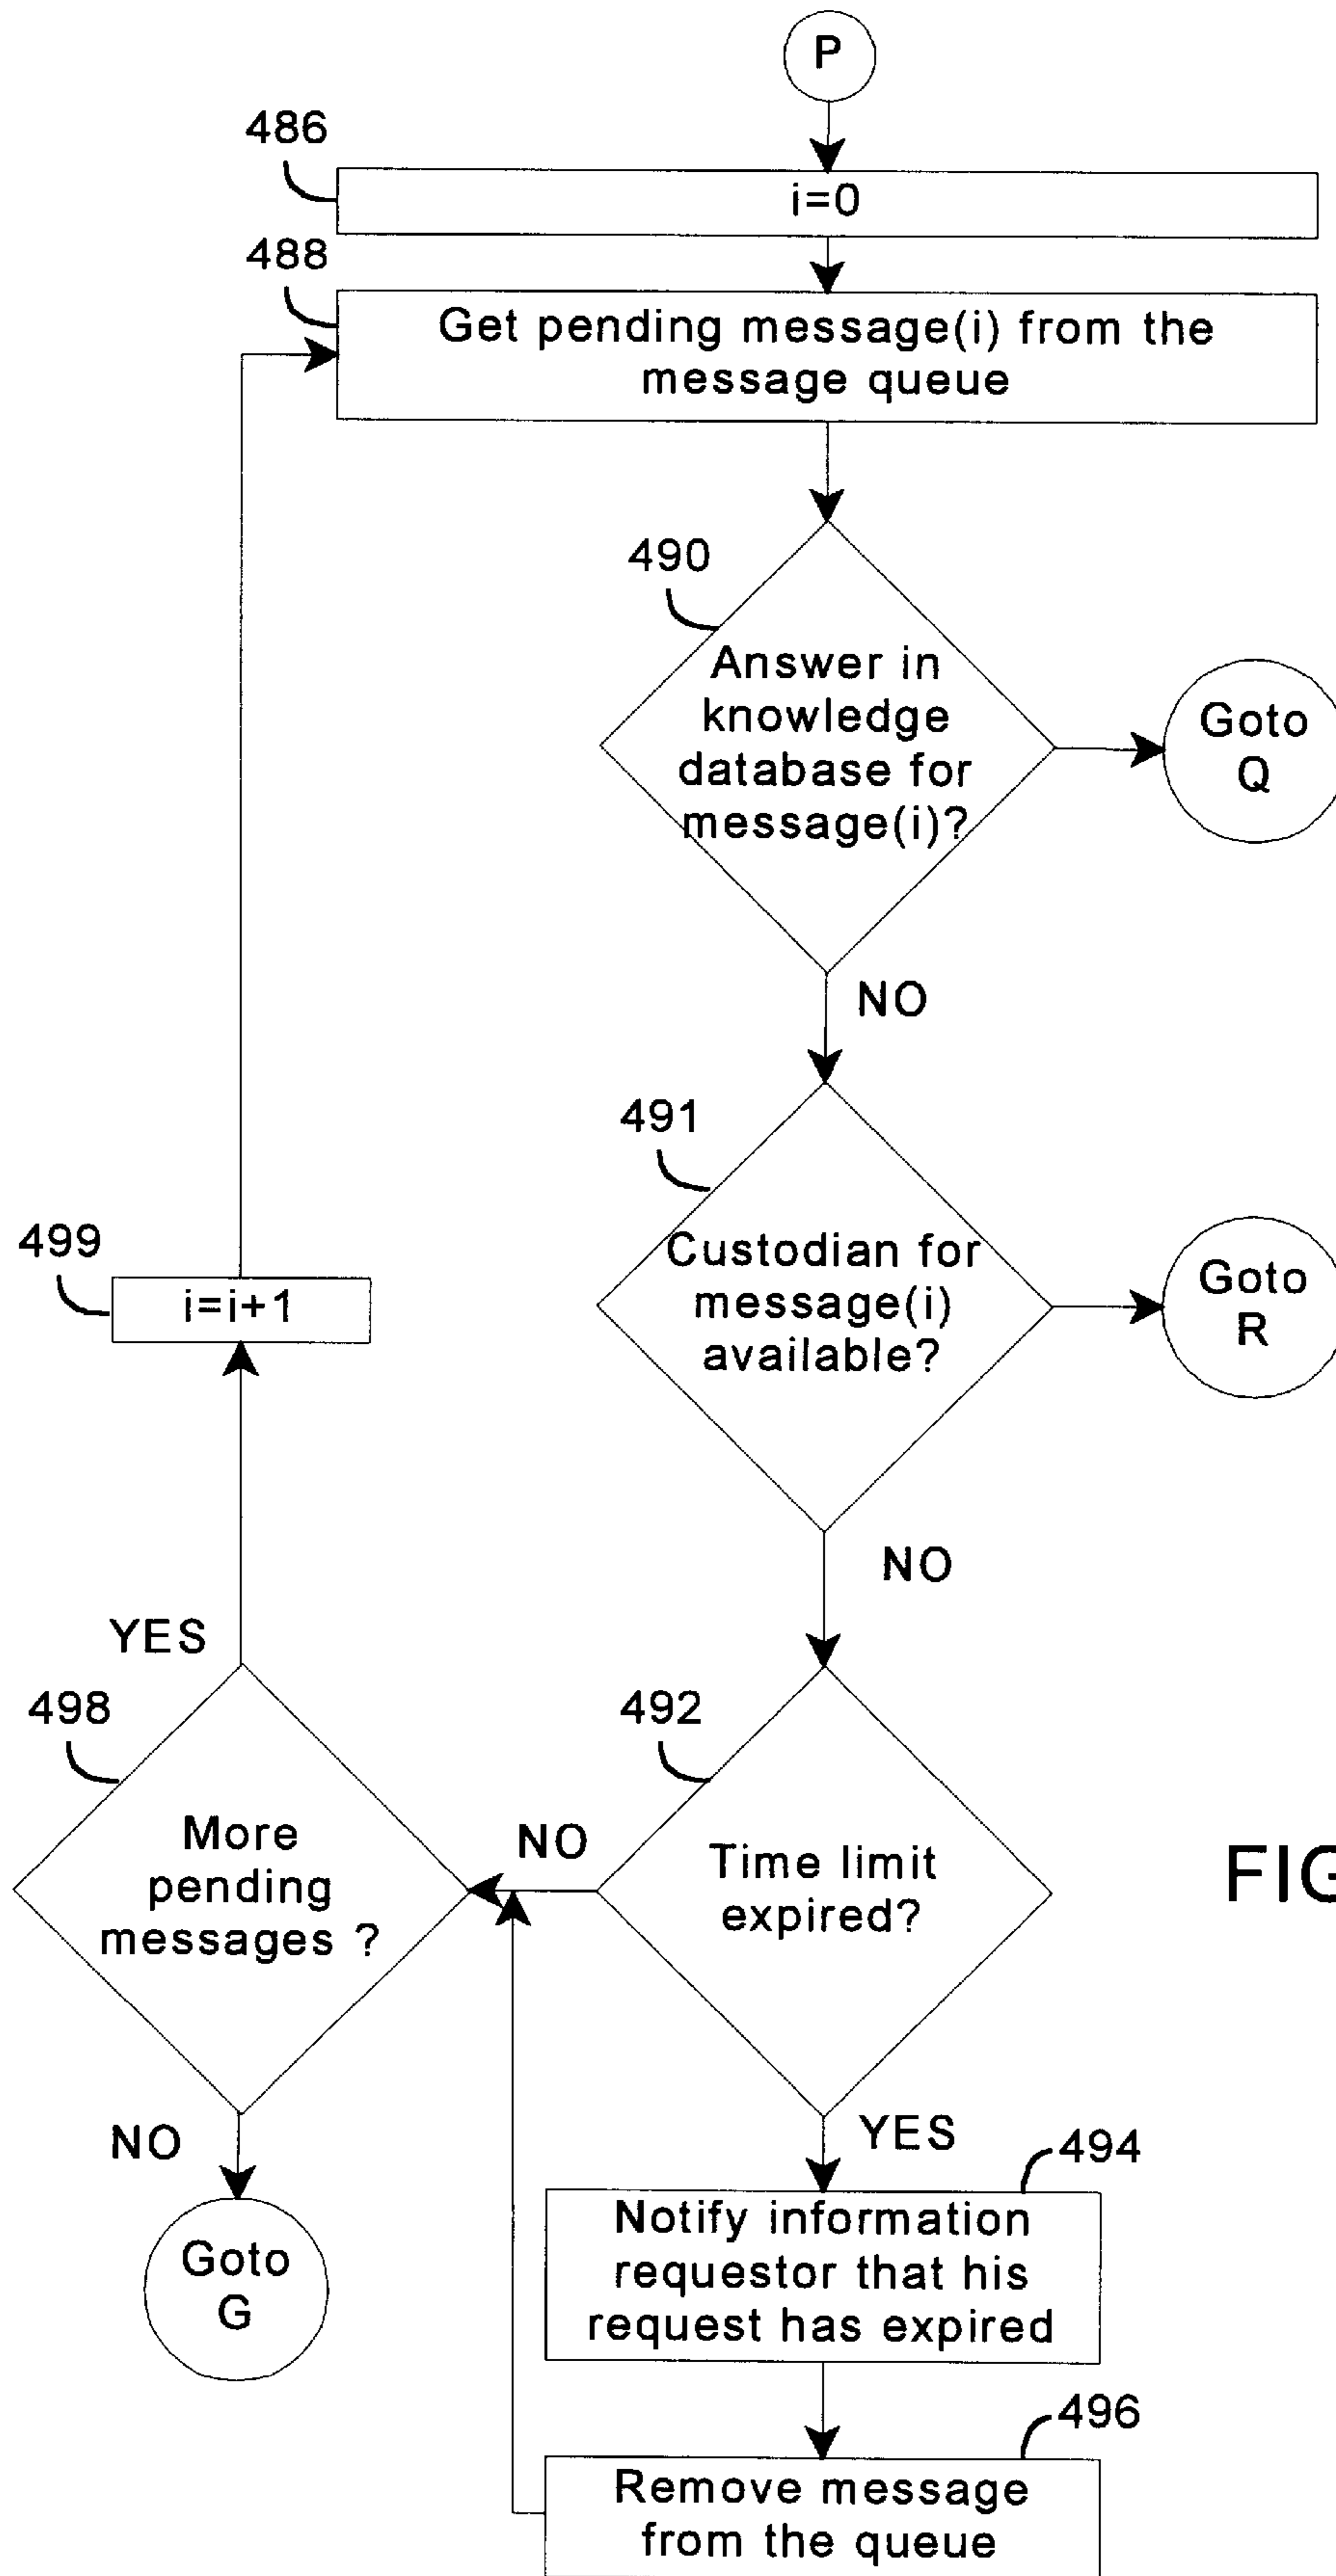 P
486
i=0
488
Get pending message(i) from the
message queue
490
Answer in
knowledge
database for
message(i)?
Goto
Q
NO
491
Custodian for
message(i)
available?
Goto
R
499
i=i+1
NO
YES
498
492
More
pending
messages ?
NO
Time limit
expired?
FIG
YES
NO
494
Notify information
requestor that his
request has expired
Goto
G
496
Remove message
from the queue